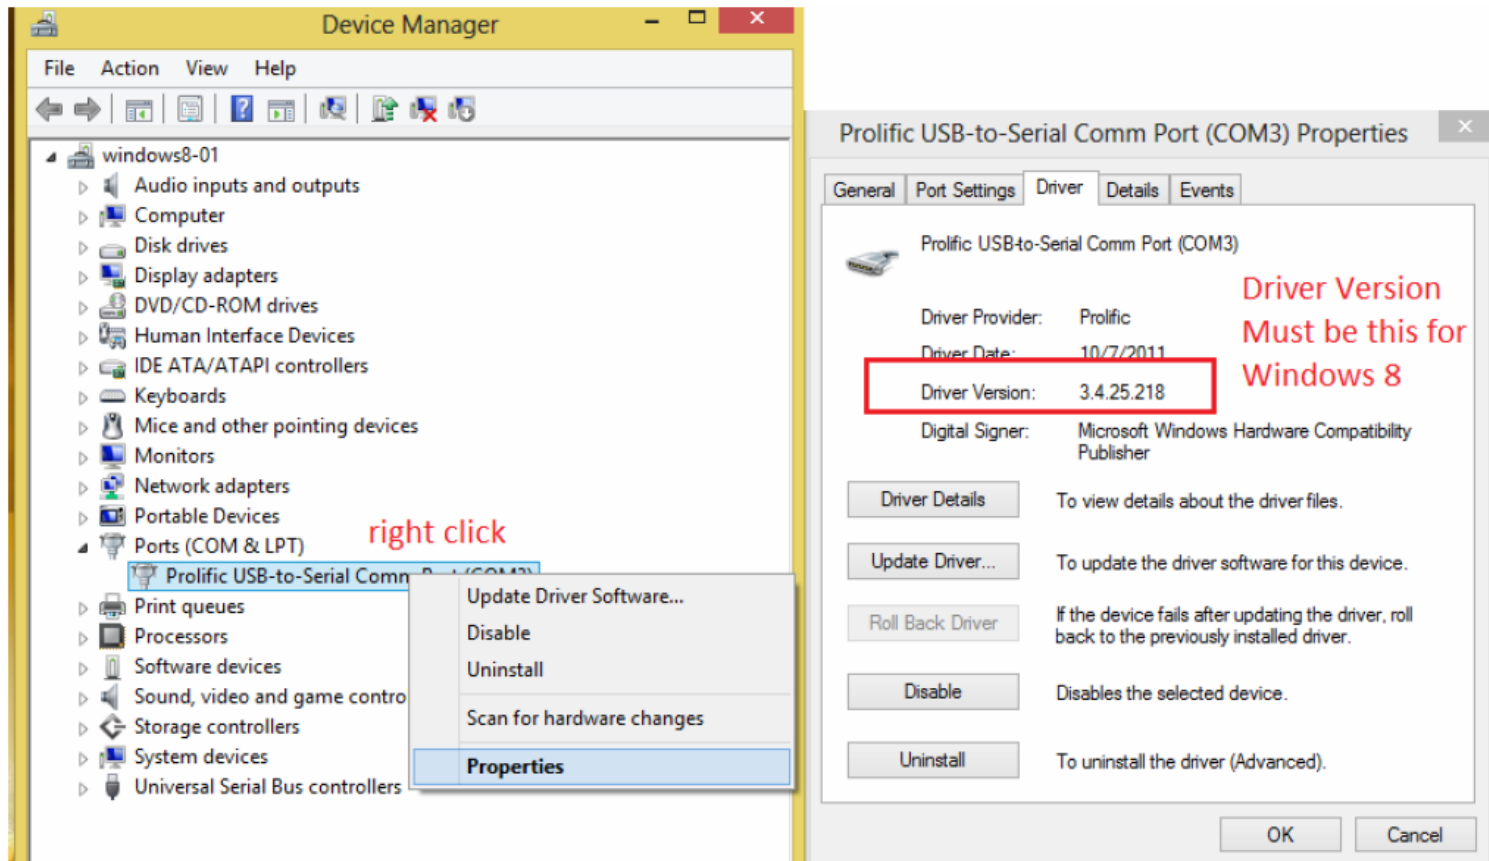 Device Manager
File Action View Help
windows8-01
Audio inputs and outputs
Computer
Disk drives
Display adapters
DVD/CD-ROM drives
Human Interface Devices
IDE ATA/ATAPI controllers
Keyboards
Mice and other pointing devices
Monitors
Network adapters
Portable Devices
Ports (COM & LPT)
right click
Prolific USB-to-Serial Comm Port (COM3)
Print queues
Processors
Software devices
Sound, video and game contro
Storage controllers
System devices
Universal Serial Bus controllers
Update Driver Software...
Disable
Uninstall
Scan for hardware changes
Properties
Prolific USB-to-Serial Comm Port (COM3) Properties
General Port Settings Driver Details Events
Prolific USB-to-Serial Comm Port (COM3)
Driver Provider: Prolific
Driver Date: 10/7/2011
Driver Version: 3.4.25.218
Digital Signer: Microsoft Windows Hardware Compatibility
Publisher
Driver Version
Must be this for
Windows 8
Driver Details To view details about the driver files.
Update Driver... To update the driver software for this device.
Roll Back Driver If the device fails after updating the driver, roll
back to the previously installed driver.
Disable Disables the selected device.
Uninstall To uninstall the driver (Advanced).
OK Cancel